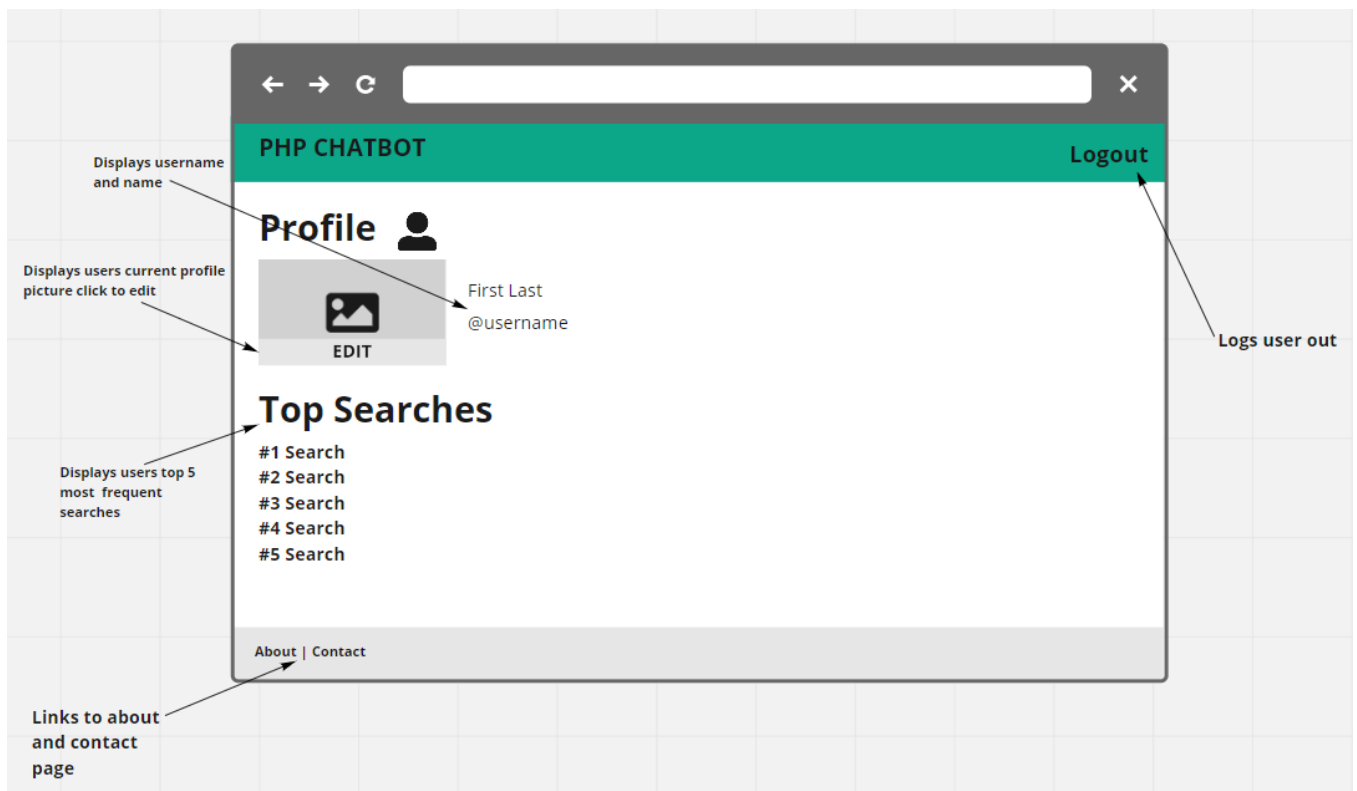 PHP CHATBOT
Logout
Displays username
and name
Profile
Displays users current profile
picture click to edit
First Last
@username
EDIT
Logs user out
Top Searches
#1 Search
#2 Search
#3 Search
#4 Search
#5 Search
Displays users top 5
most frequent
searches
About | Contact
Links to about
and contact
page